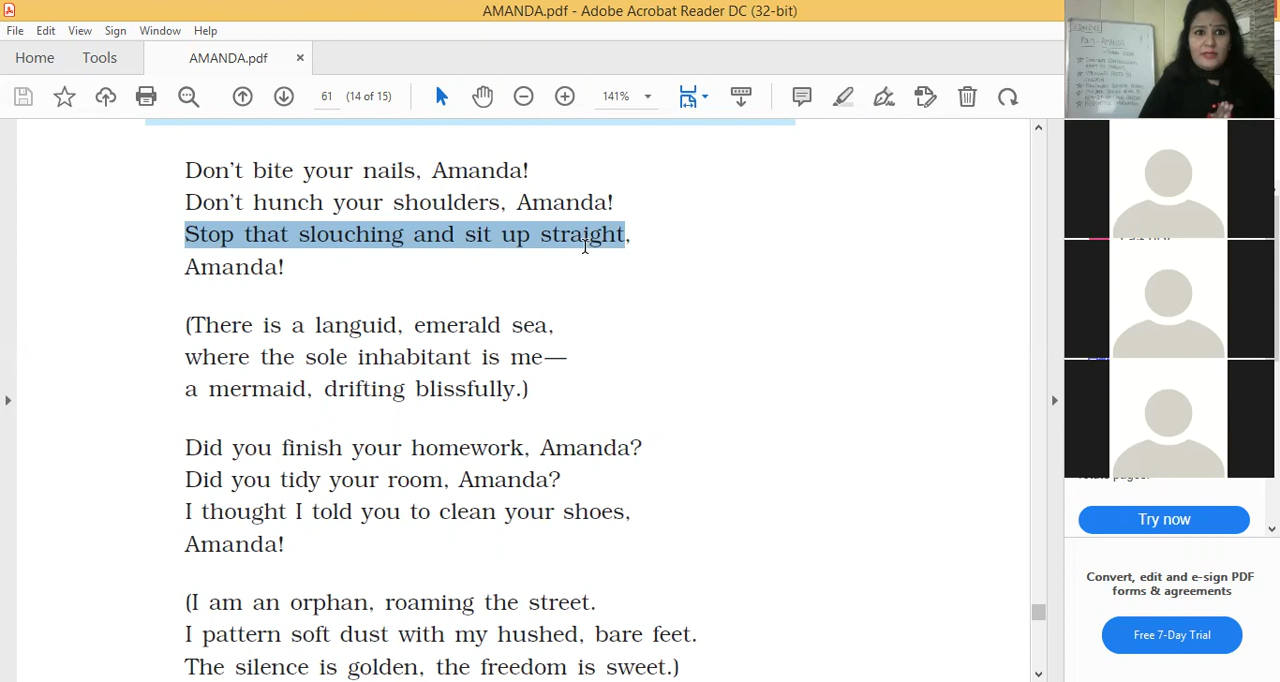 AMANDA.pdf - Adobe Acrobat Reader DC (32-bit)
File Edit View Sign Window Help
Home Tools AMANDA.pdf ×
61 (14 of 15) 141%
Don't bite your nails, Amanda!
Don't hunch your shoulders, Amanda!
Stop that slouching and sit up straight,
Amanda!
(There is a languid, emerald sea,
where the sole inhabitant is me—
a mermaid, drifting blissfully.)
Did you finish your homework, Amanda?
Did you tidy your room, Amanda?
I thought I told you to clean your shoes,
Amanda!
(I am an orphan, roaming the street.
I pattern soft dust with my hushed, bare feet.
The silence is golden, the freedom is sweet.)
Try now
Convert, edit and e-sign PDF
forms & agreements
Free 7-Day Trial